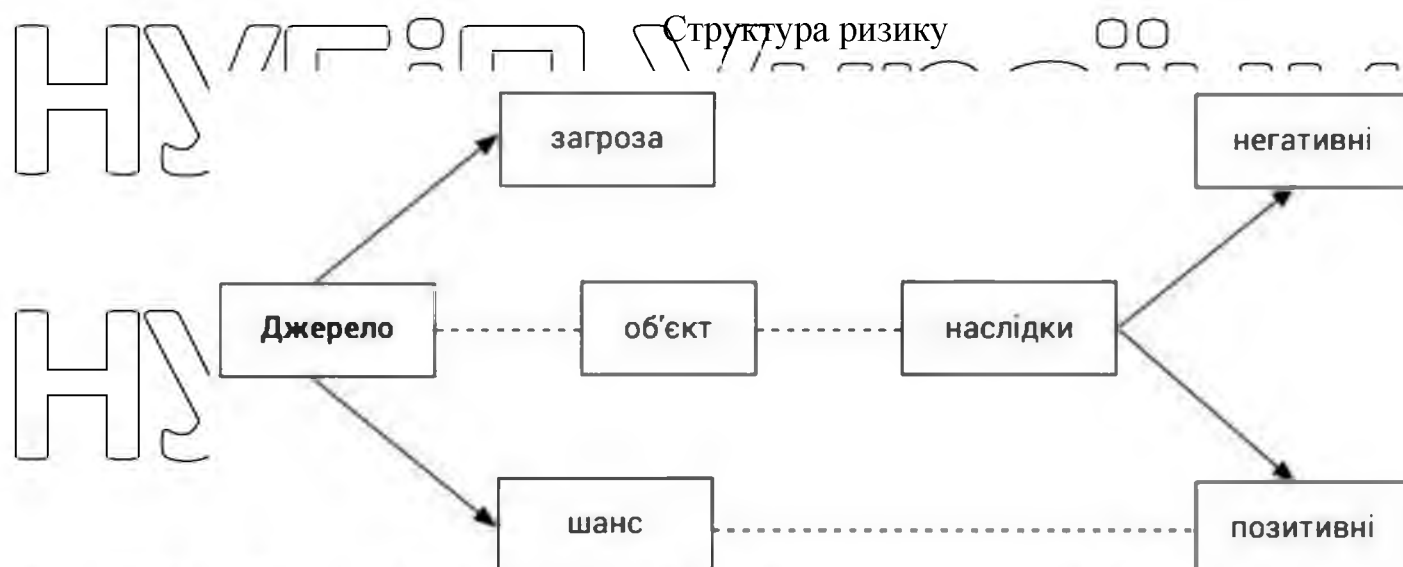 Структура ризику
загроза
негативні
Джерело
об'єкт
наслідки
шанс
позитивні